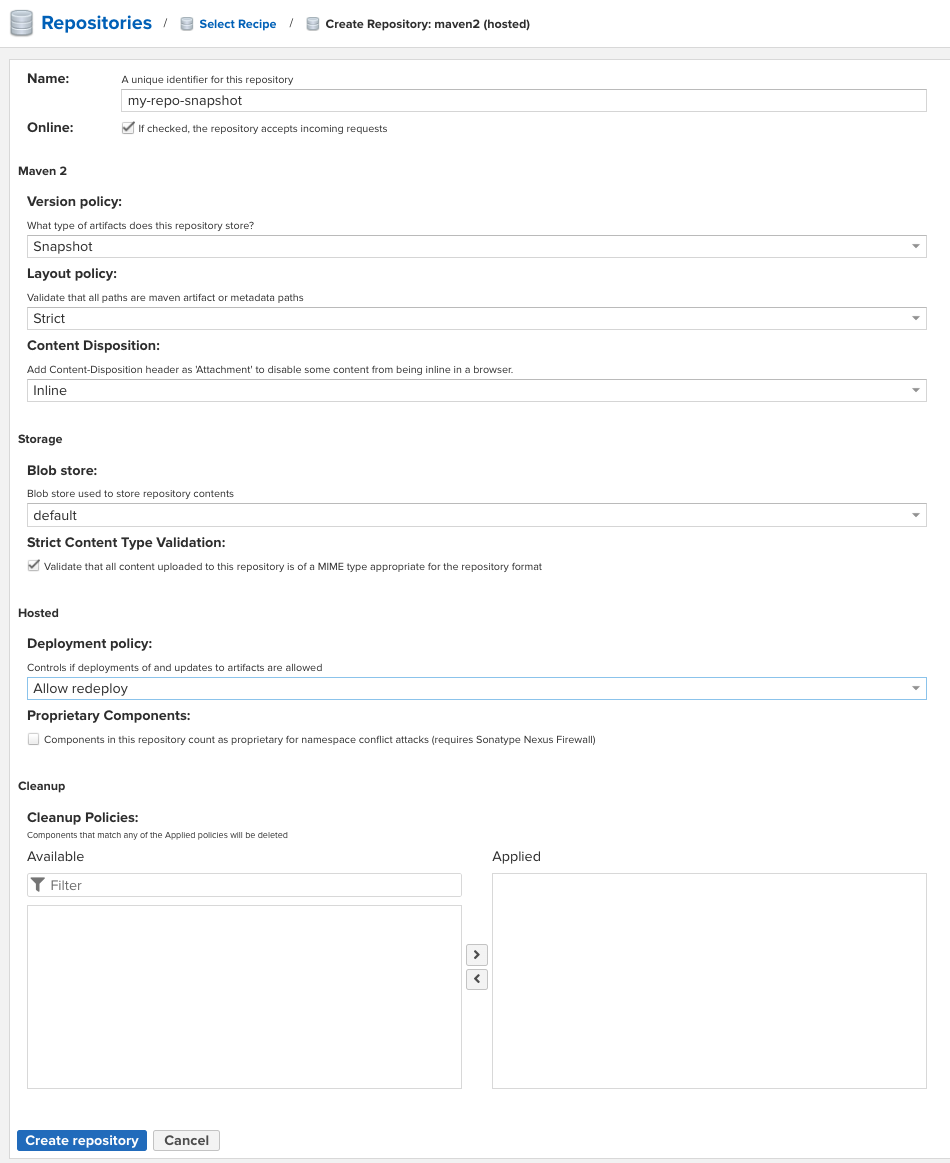 Repositories / Select Recipe / Create Repository: maven2 (hosted)
Name: A unique identifier for this repository
my-repo-snapshot
Online: If checked, the repository accepts incoming requests
Maven 2
Version policy:
What type of artifacts does this repository store?
Snapshot
Layout policy:
Validate that all paths are maven artifact or metadata paths
Strict
Content Disposition:
Add Content-Disposition header as 'Attachment' to disable some content from being inline in a browser.
Inline
Storage
Blob store:
Blob store used to store repository contents
default
Strict Content Type Validation:
Validate that all content uploaded to this repository is of a MIME type appropriate for the repository format
Hosted
Deployment policy:
Controls if deployments of and updates to artifacts are allowed
Allow redeploy
Proprietary Components:
Components in this repository count as proprietary for namespace conflict attacks (requires Sonatype Nexus Firewall)
Cleanup
Cleanup Policies:
Components that match any of the Applied policies will be deleted
Available Applied
Filter
Create repository Cancel